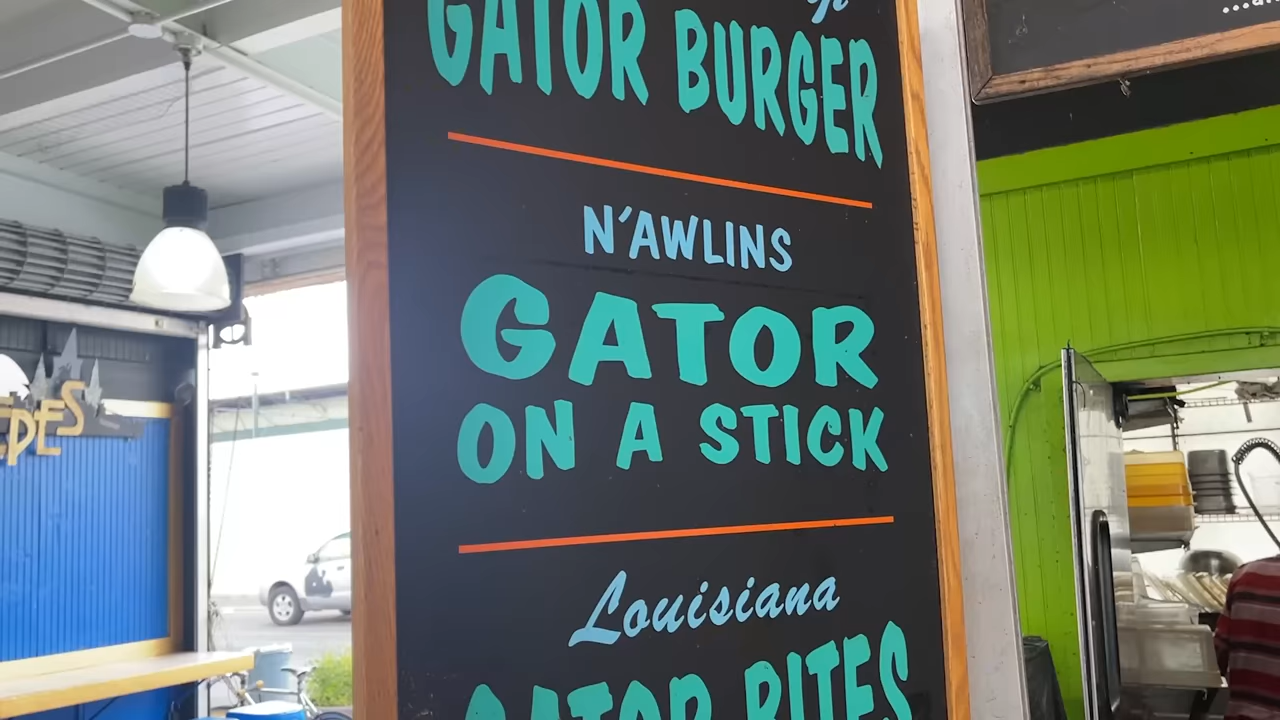 GATOR BURGER
N'AWLINS
GATOR
ON A STICK
Louisiana
GATOR BITES